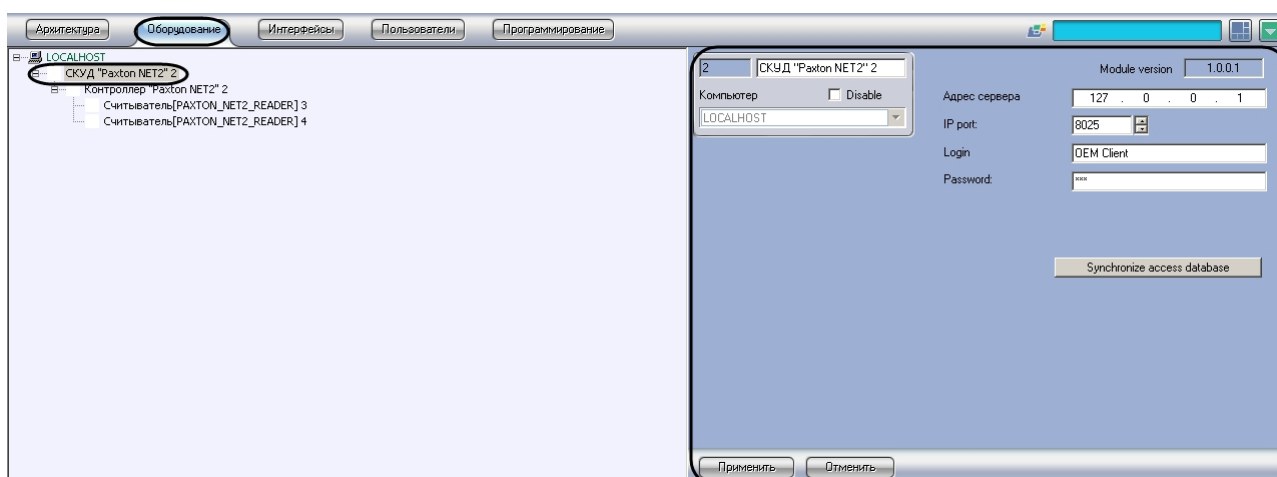 Архитектура Оборудование Интерфейсы Пользователи Программирование
LOCALHOST
СКУД "Paxton NET2" 2
Контроллер "Paxton NET2" 2
Считыватель[PAXTON_NET2_READER] 3
Считыватель[PAXTON_NET2_READER] 4
2 СКУД "Paxton NET2" 2
Компьютер Disable
LOCALHOST
Module version 1.0.0.1
Адрес сервера 127 . 0 . 0 . 1
IP port: 8025
Login OEM Client
Password: ***
Synchronize access database
Применить Отменить